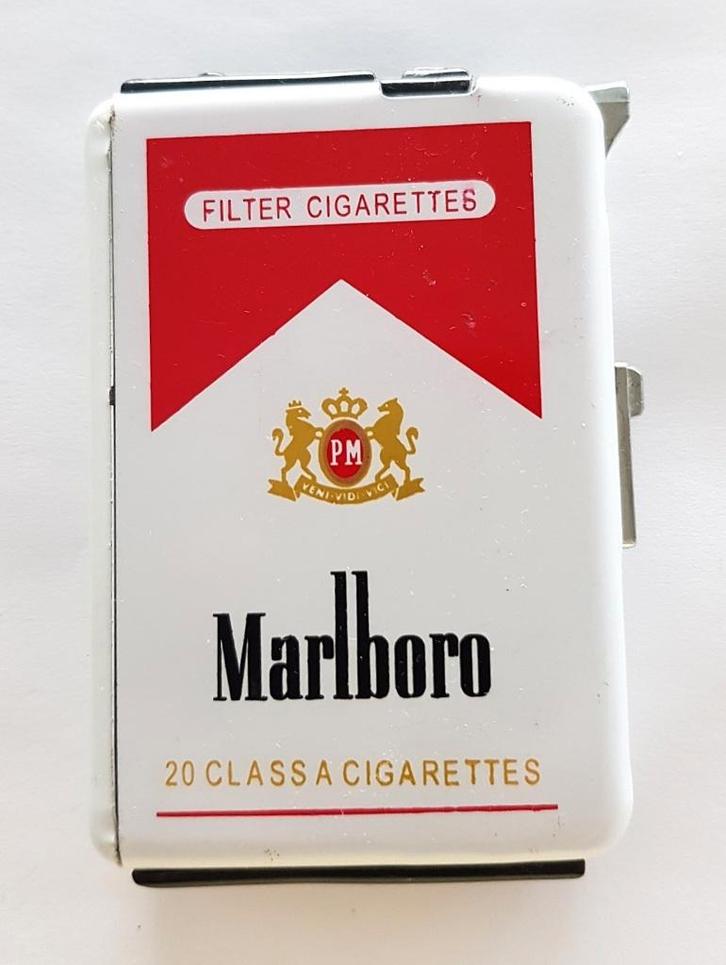 FILTER CIGARETTES
PM
VENI·VIDI·VICI
Marlboro
20 CLASS A CIGARETTES